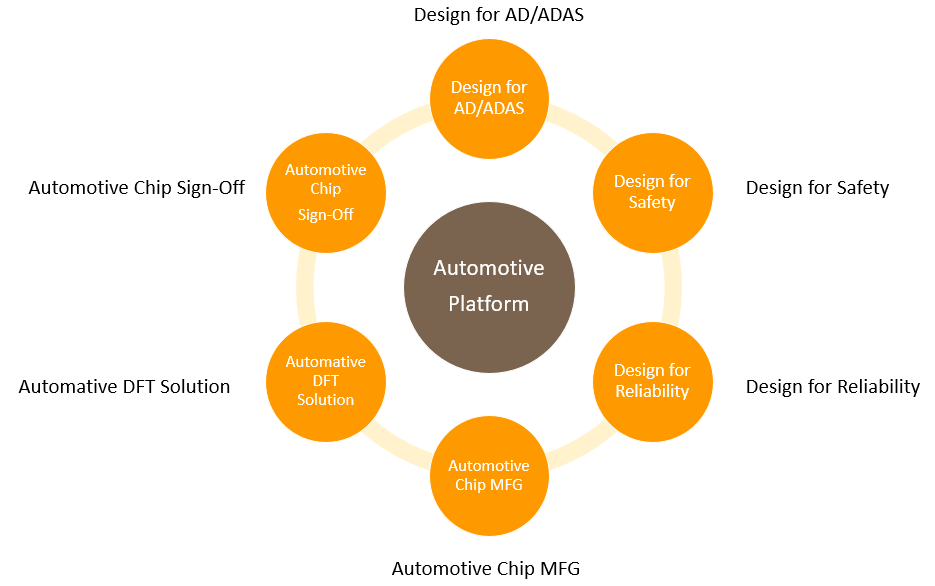 Design for AD/ADAS
Design for
AD/ADAS
Automotive Chip Sign-Off
Automotive
Chip
Sign-Off
Design for
Safety
Design for Safety
Automotive
Platform
Automative DFT Solution
Automative
DFT
Solution
Design for
Reliability
Design for Reliability
Automotive
Chip MFG
Automotive Chip MFG